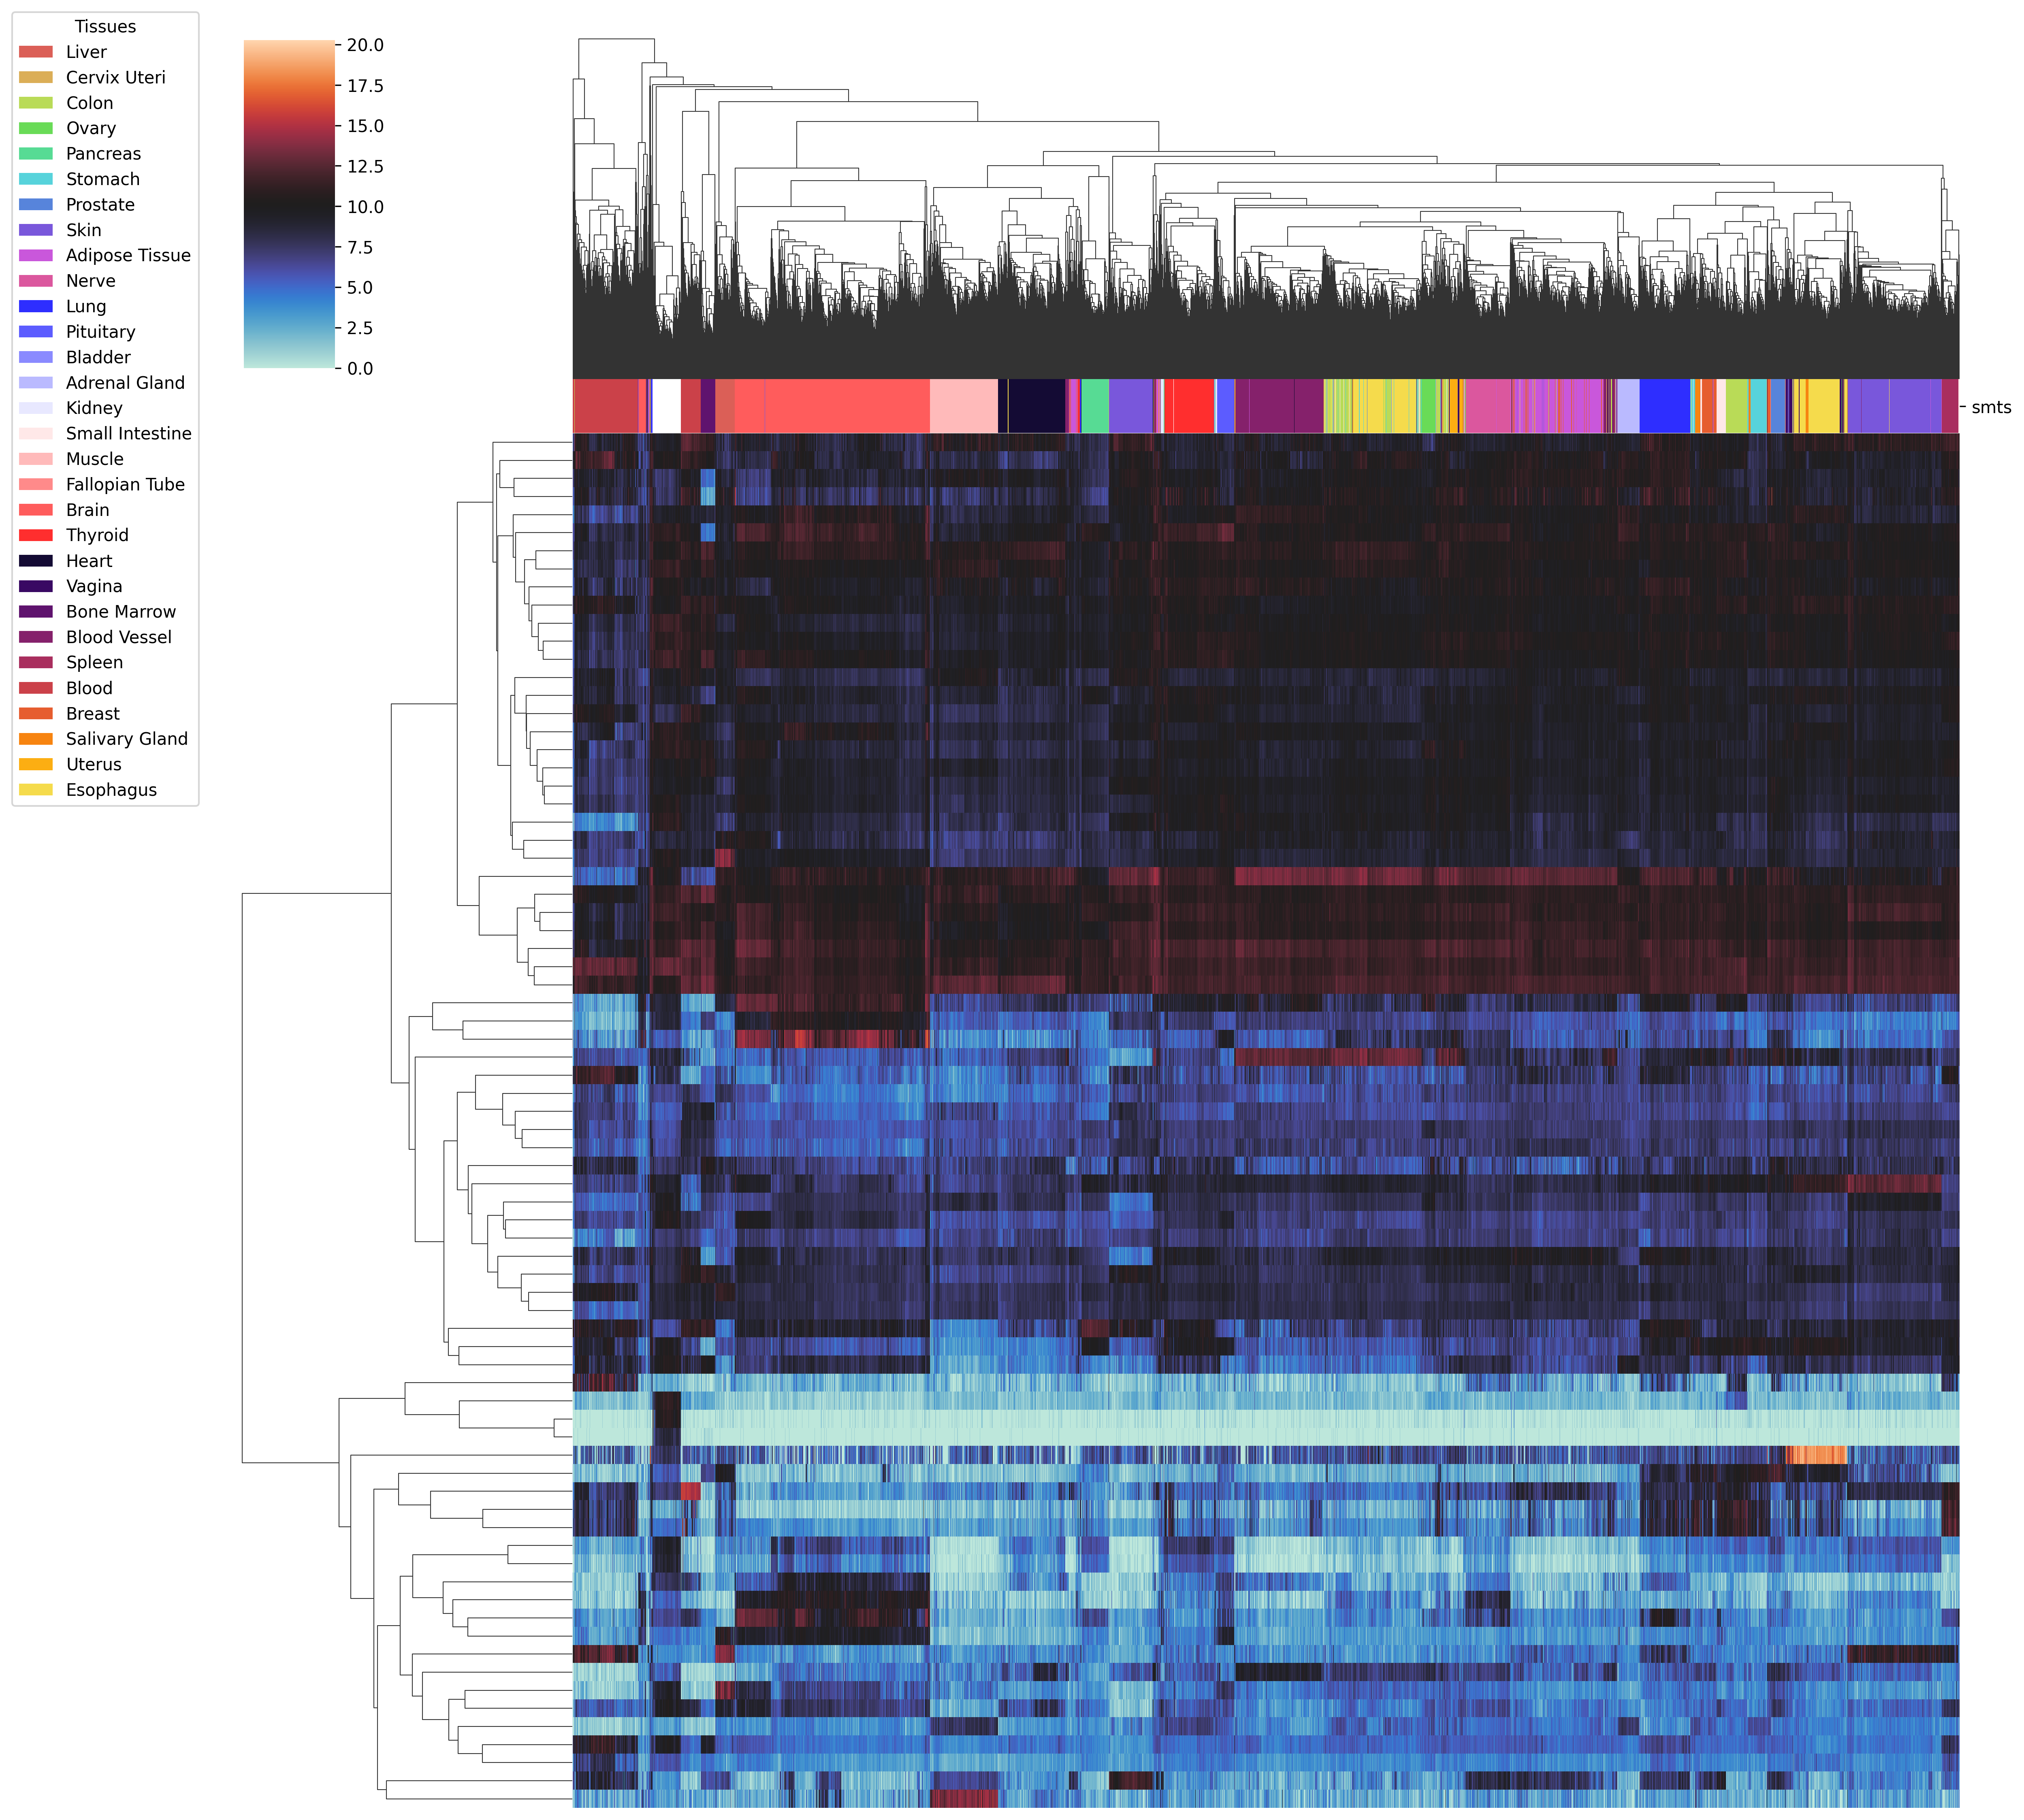 Tissues
Liver
Cervix Uteri
Colon
Ovary
Pancreas
Stomach
Prostate
Skin
Adipose Tissue
Nerve
Lung
Pituitary
Bladder
Adrenal Gland
Kidney
Small Intestine
Muscle
Fallopian Tube
Brain
Thyroid
Heart
Vagina
Bone Marrow
Blood Vessel
Spleen
Blood
Breast
Salivary Gland
Uterus
Esophagus
20.0
17.5
15.0
12.5
10.0
7.5
5.0
2.5
0.0
smts